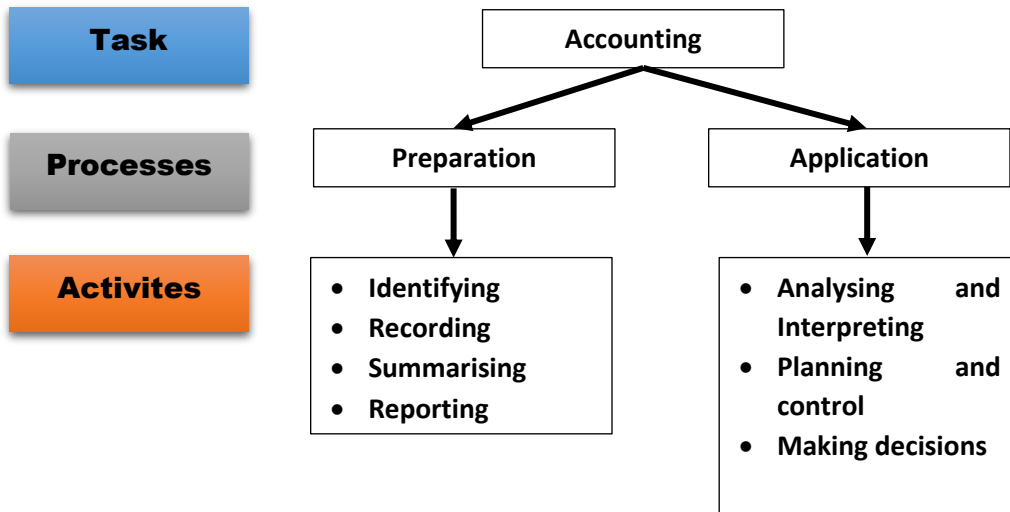 Task
Accounting
Processes
Preparation
Application
Activites
• Identifying
• Recording
• Summarising
• Reporting
• Analysing and
Interpreting
• Planning and
control
• Making decisions